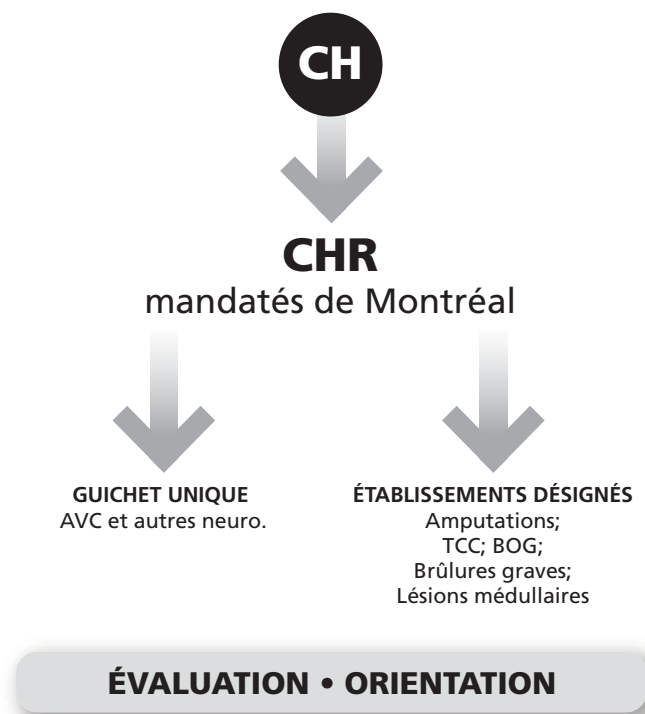 CH
CHR
mandatés de Montréal
GUICHET UNIQUE
AVC et autres neuro.
ÉTABLISSEMENTS DÉSIGNÉS
Amputations;
TCC; BOG;
Brûlures graves;
Lésions médullaires
ÉVALUATION • ORIENTATION